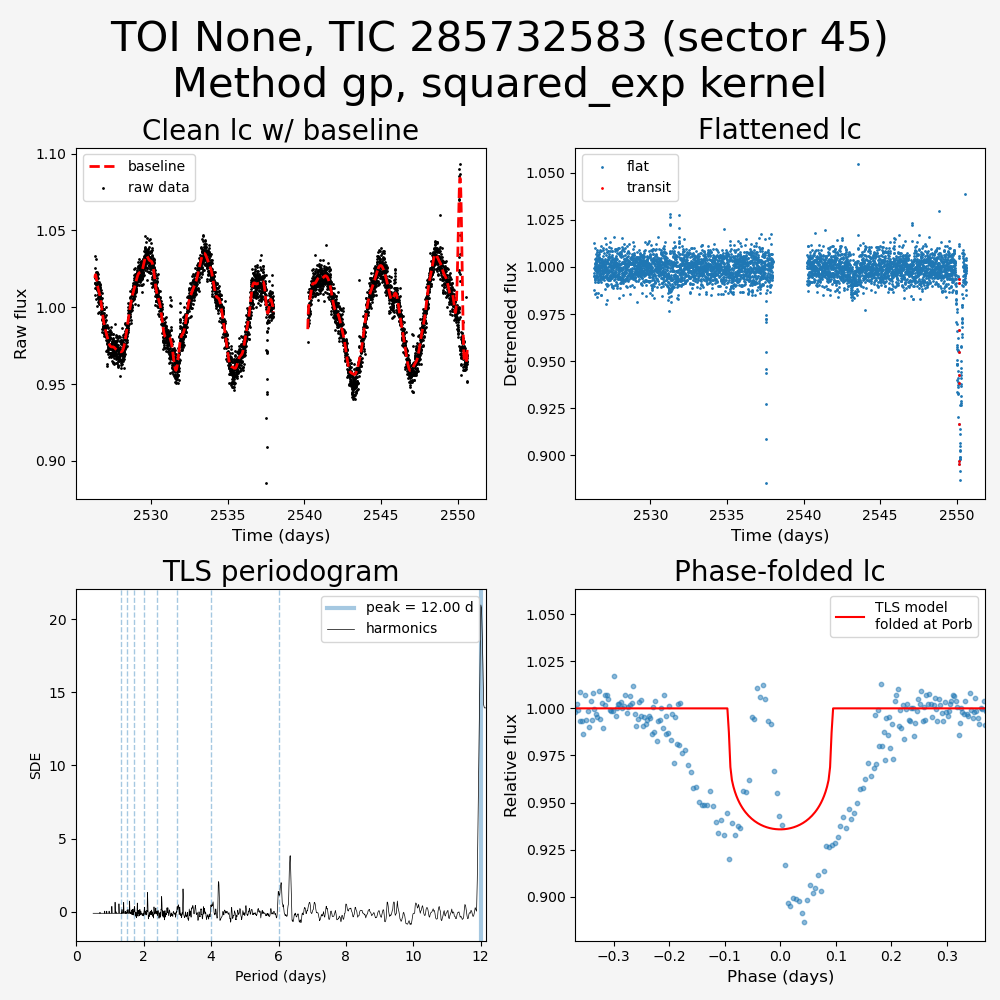 TOI None, TIC 285732583 (sector 45)
Method gp, squared_exp kernel
Clean lc w/ baseline
baseline
raw data
1.10
1.05
1.00
0.95
0.90
Raw flux
2530 2535 2540 2545 2550
Time (days)
Flattened lc
flat
transit
1.050
1.025
1.000
0.975
0.950
0.925
0.900
Detrended flux
2530 2535 2540 2545 2550
Time (days)
TLS periodogram
peak = 12.00 d
harmonics
20
15
10
5
0
SDE
0 2 4 6 8 10 12
Period (days)
Phase-folded lc
TLS model
folded at Porb
1.050
1.025
1.000
0.975
0.950
0.925
0.900
Relative flux
−0.3 −0.2 −0.1 0.0 0.1 0.2 0.3
Phase (days)